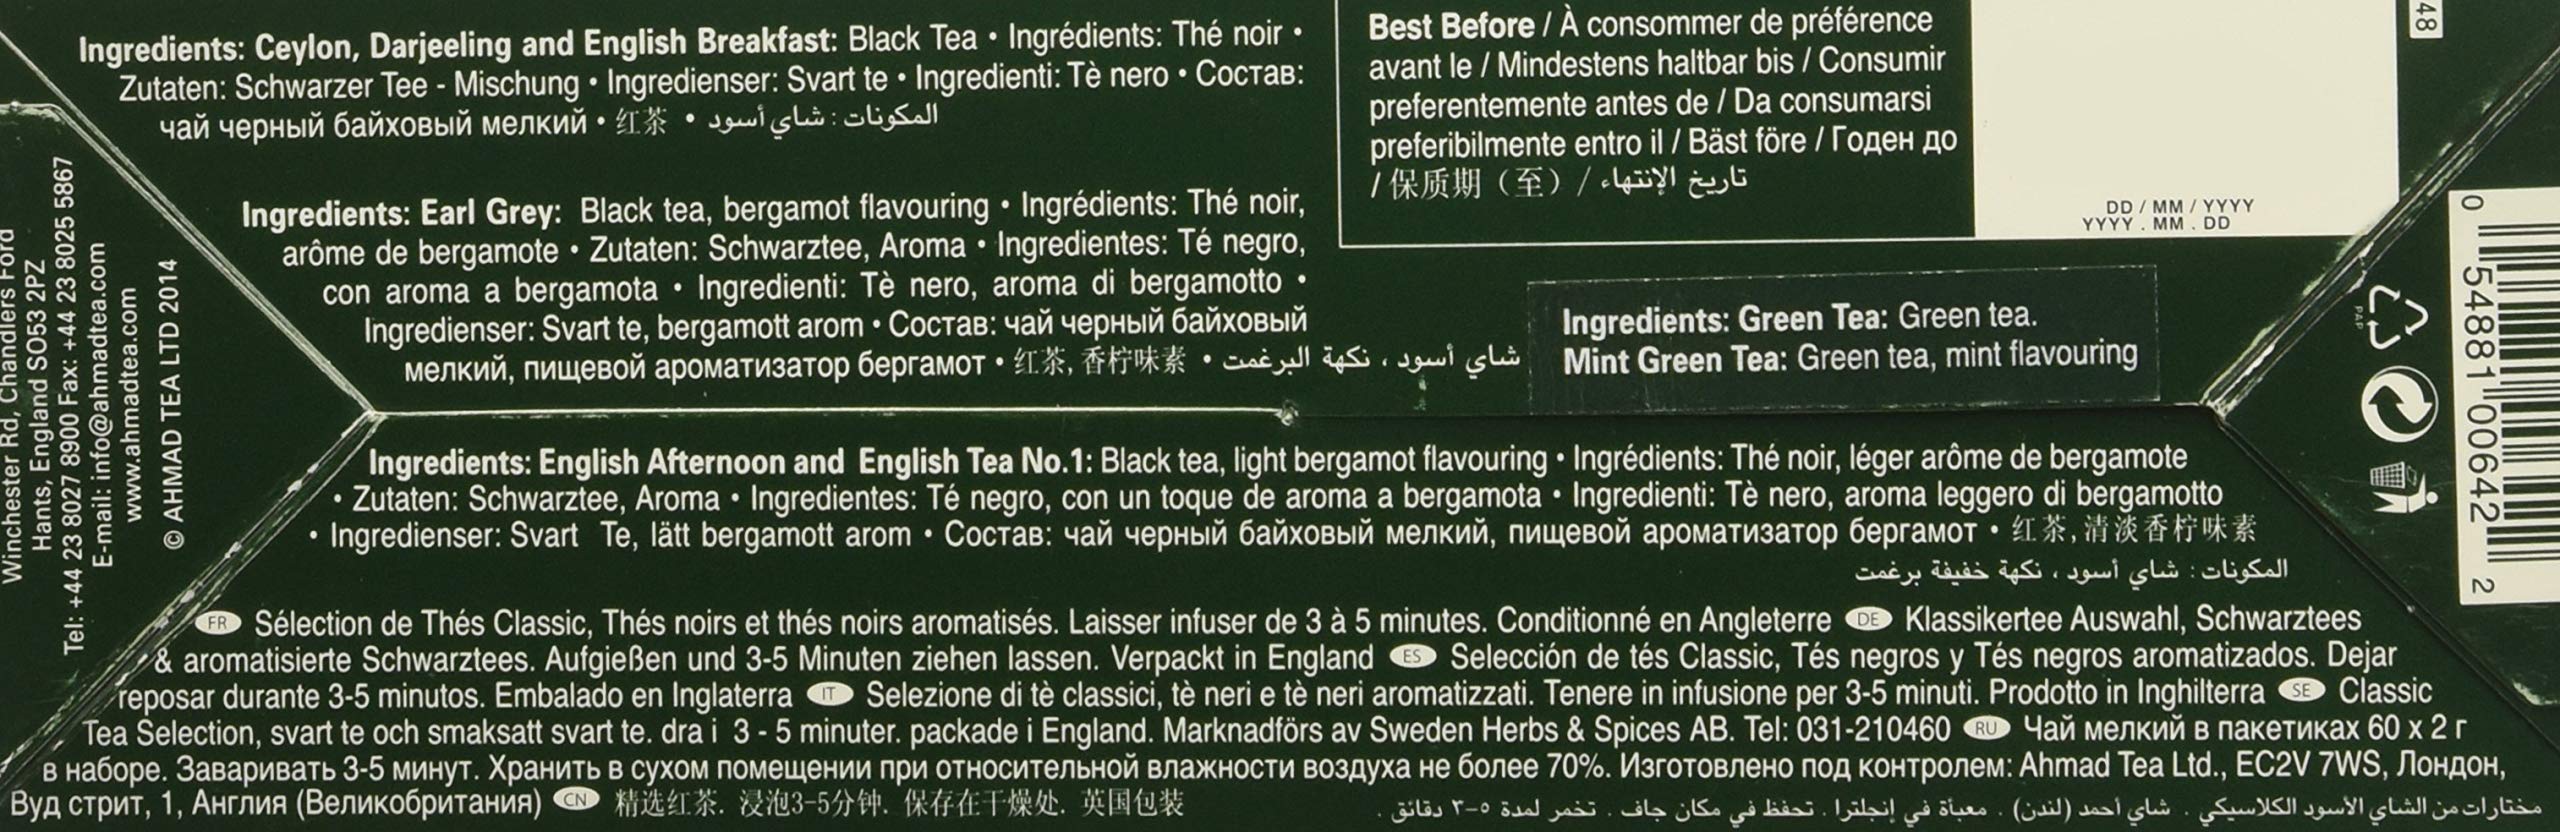 Ingredients: Ceylon, Darjeeling and English Breakfast: Black Tea • Ingrédients: Thé noir •
Zutaten: Schwarzer Tee - Mischung • Ingredienser: Svart te • Ingredienti: Tè nero • Состав:
чай черный байховый мелкий • 红茶 • المكونات : شاي أسود
Ingredients: Earl Grey: Black tea, bergamot flavouring • Ingrédients: Thé noir,
arôme de bergamote • Zutaten: Schwarztee, Aroma • Ingredientes: Té negro,
con aroma a bergamota • Ingredienti: Tè nero, aroma di bergamotto •
Ingredienser: Svart te, bergamott arom • Состав: чай черный байховый
мелкий, пищевой ароматизатор бергамот • 红茶, 香柠味素 • شاي أسود ، نكهة البرغمت
Best Before / À consommer de préférence
avant le / Mindestens haltbar bis / Consumir
preferentemente antes de / Da consumarsi
preferibilmente entro il / Bäst före / Годен до
/ 保质期（至）/ تاريخ الإنتهاء
DD / MM / YYYY
YYYY . MM . DD
Ingredients: Green Tea: Green tea.
Mint Green Tea: Green tea, mint flavouring
Ingredients: English Afternoon and English Tea No.1: Black tea, light bergamot flavouring • Ingrédients: Thé noir, léger arôme de bergamote
• Zutaten: Schwarztee, Aroma • Ingredientes: Té negro, con un toque de aroma a bergamota • Ingredienti: Tè nero, aroma leggero di bergamotto
• Ingredienser: Svart Te, lätt bergamott arom • Состав: чай черный байховый мелкий, пищевой ароматизатор бергамот • 红茶, 清淡香柠味素
المكونات : شاي أسود ، نكهة خفيفة برغمت
FR Sélection de Thés Classic, Thés noirs et thés noirs aromatisés. Laisser infuser de 3 à 5 minutes. Conditionné en Angleterre DE Klassikertee Auswahl, Schwarztees
& aromatisierte Schwarztees. Aufgießen und 3-5 Minuten ziehen lassen. Verpackt in England ES Selección de tés Classic, Tés negros y Tés negros aromatizados. Dejar
reposar durante 3-5 minutos. Embalado en Inglaterra IT Selezione di tè classici, tè neri e tè neri aromatizzati. Tenere in infusione per 3-5 minuti. Prodotto in Inghilterra SE Classic
Tea Selection, svart te och smaksatt svart te. dra i 3 - 5 minuter. packade i England. Marknadförs av Sweden Herbs & Spices AB. Tel: 031-210460 RU Чай мелкий в пакетиках 60 x 2 г
в наборе. Заваривать 3-5 минут. Хранить в сухом помещении при относительной влажности воздуха не более 70%. Изготовлено под контролем: Ahmad Tea Ltd., EC2V 7WS, Лондон,
Вуд стрит, 1, Англия (Великобритания) CN 精选红茶. 浸泡3-5分钟. 保存在干燥处. 英国包装
مختارات من الشاي الأسود الكلاسيكي . شاي أحمد (لندن) . معبأة في إنجلترا . تحفظ في مكان جاف . تخمر لمدة ٥-٣ دقائق .
Winchester Rd, Chandlers Ford
Hants, England SO53 2PZ
Tel: +44 23 8027 8900 Fax: +44 23 8025 5867
E-mail: info@ahmadtea.com
www.ahmadtea.com
© AHMAD TEA LTD 2014
48
PAP
0 54881 00642 2